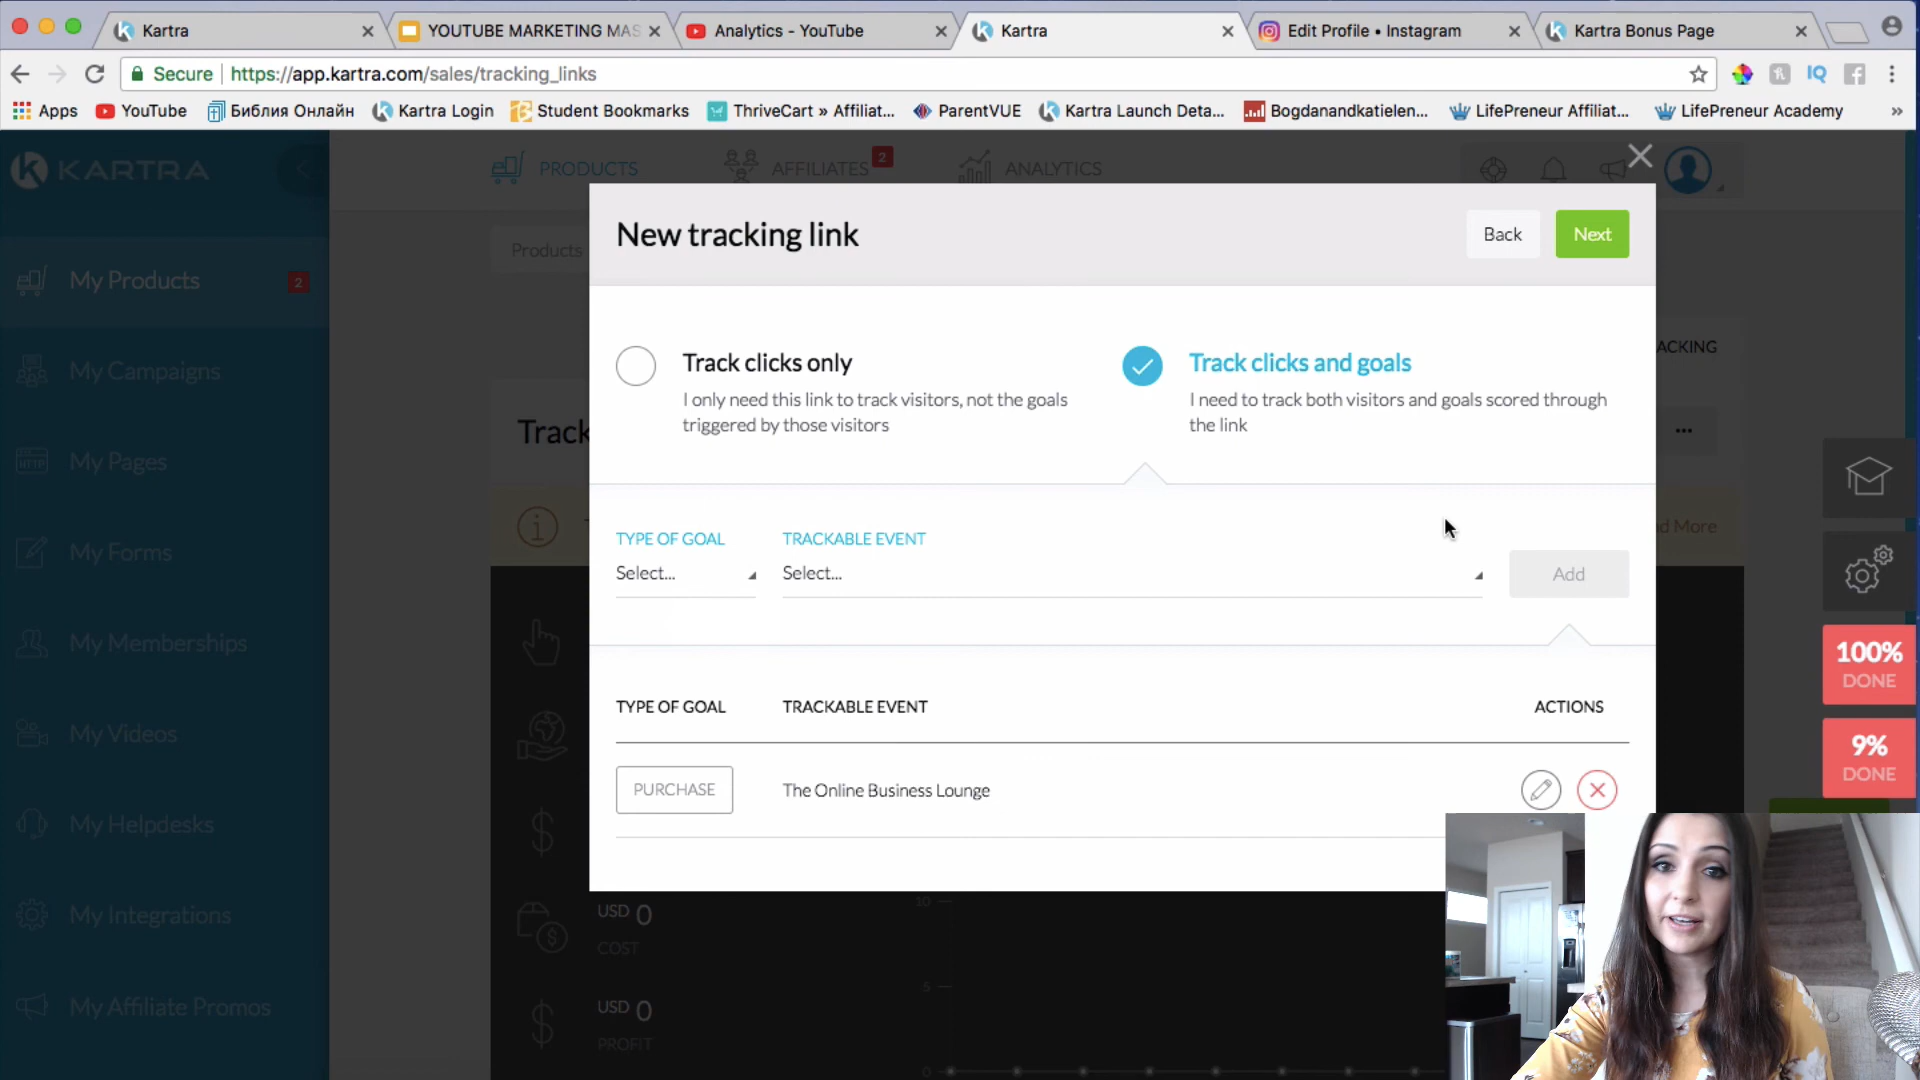 Kartra
YOUTUBE MARKETING MAS
Analytics - YouTube
Kartra
Edit Profile • Instagram
Kartra Bonus Page
Secure
https://app.kartra.com/sales/tracking_links
IQ
Apps
YouTube
Библия Онлайн
Kartra Login
Student Bookmarks
ThriveCart » Affiliat...
ParentVUE
Kartra Launch Deta...
Bogdanandkatielen...
LifePreneur Affiliat...
LifePreneur Academy
»
KARTRA
PRODUCTS
AFFILIATES
2
ANALYTICS
My Products
2
My Campaigns
My Pages
My Forms
My Memberships
My Videos
My Helpdesks
My Integrations
My Affiliate Promos
Products
ACKING
Track
d More
New tracking link
Back
Next
Track clicks only
I only need this link to track visitors, not the goals
triggered by those visitors
Track clicks and goals
I need to track both visitors and goals scored through
the link
TYPE OF GOAL
TRACKABLE EVENT
Select...
Select...
Add
TYPE OF GOAL
TRACKABLE EVENT
ACTIONS
PURCHASE
The Online Business Lounge
100%
DONE
9%
DONE
USD 0
COST
USD 0
PROFIT
10
5
0